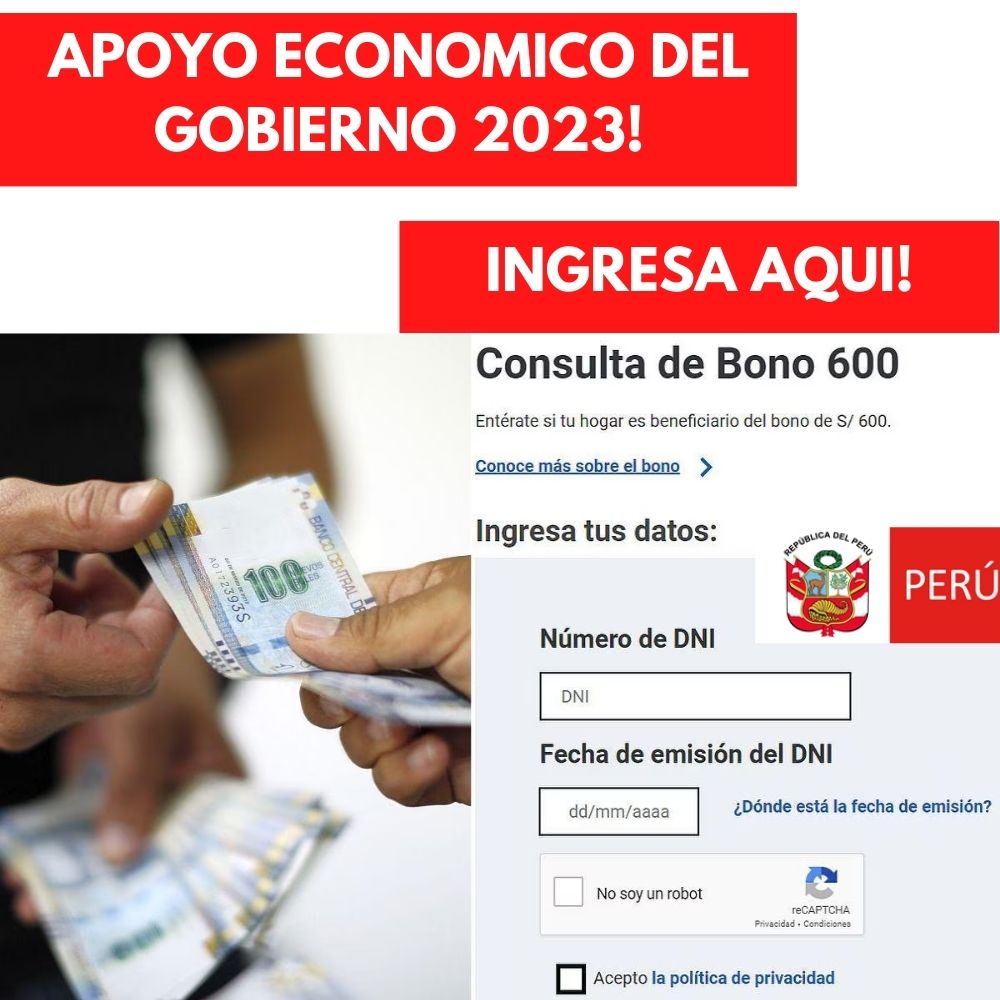 APOYO ECONOMICO DEL
GOBIERNO 2023!
INGRESA AQUI!
Consulta de Bono 600
Entérate si tu hogar es beneficiario del bono de S/ 600.
Conoce más sobre el bono
Ingresa tus datos:
REPÚBLICA DEL PERÚ
PERÚ
Número de DNI
DNI
Fecha de emisión del DNI
dd/mm/aaaa
¿Dónde está la fecha de emisión?
No soy un robot
reCAPTCHA
Privacidad • Condiciones
Acepto la política de privacidad
BANCO CENTRAL DE
100
A0172393S